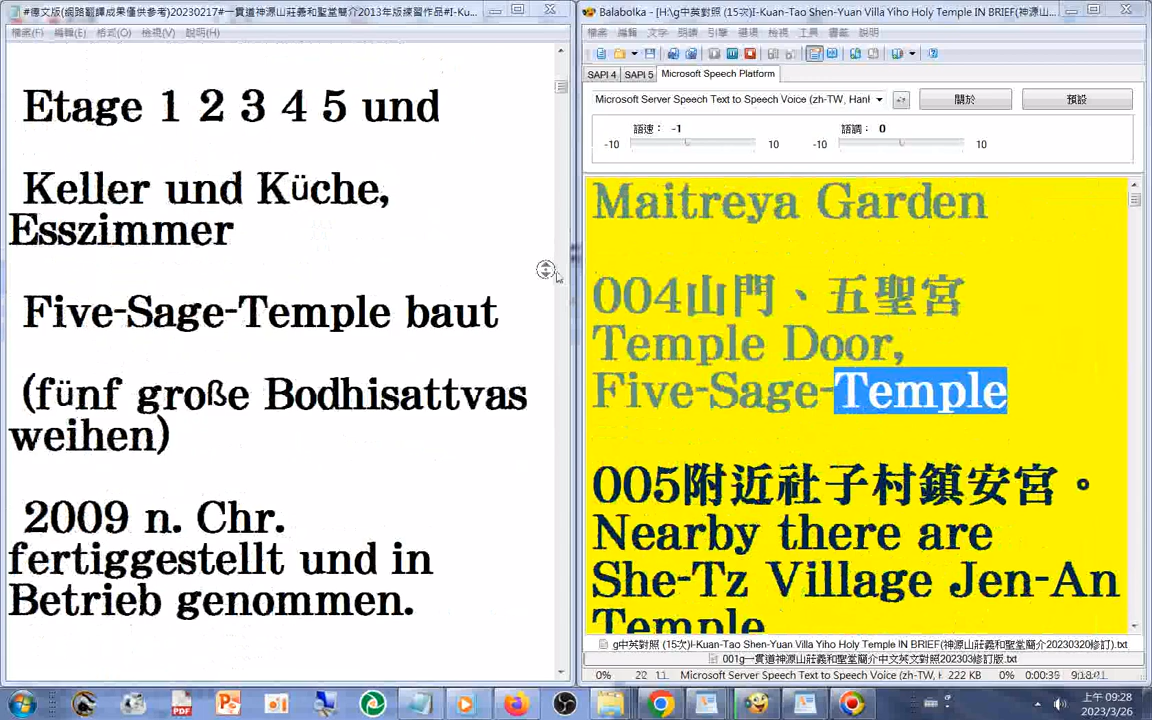 #德文版(網路翻譯成果僅供參考)20230217#一貫道神源山莊義和聖堂簡介2013年版練習作品#I-Ku...
檔案(F) 編輯(E) 格式(O) 檢視(V) 說明(H)
Etage 1 2 3 4 5 und
Keller und Küche,
Esszimmer
Five-Sage-Temple baut
(fünf große Bodhisattvas
weihen)
2009 n. Chr.
fertiggestellt und in
Betrieb genommen.
Balabolka - [H:\g中英對照 (15次)I-Kuan-Tao Shen-Yuan Villa Yiho Holy Temple IN BRIEF(神源山莊...
檔案 編輯 文字 朗讀 引擎 選項 檢視 工具 書籤 說明
SAPI 4 SAPI 5 Microsoft Speech Platform
Microsoft Server Speech Text to Speech Voice (zh-TW, Hanl
關於 預設
語速： -1 語調： 0
-10 10 -10 10
Maitreya Garden
004山門、五聖宮
Temple Door,
Five-Sage-Temple
005附近社子村鎮安宮。
Nearby there are
She-Tz Village Jen-An
Temple
g中英對照 (15次)I-Kuan-Tao Shen-Yuan Villa Yiho Holy Temple IN BRIEF(神源山莊義和聖堂簡介20230320修訂).txt
001g一貫道神源山莊義和聖堂簡介中文英文對照202303修訂版.txt
0% 22: 11 Microsoft Server Speech Text to Speech Voice (zh-TW, H 222 KB 0% 0:00:39
上午 09:28
2023/3/26